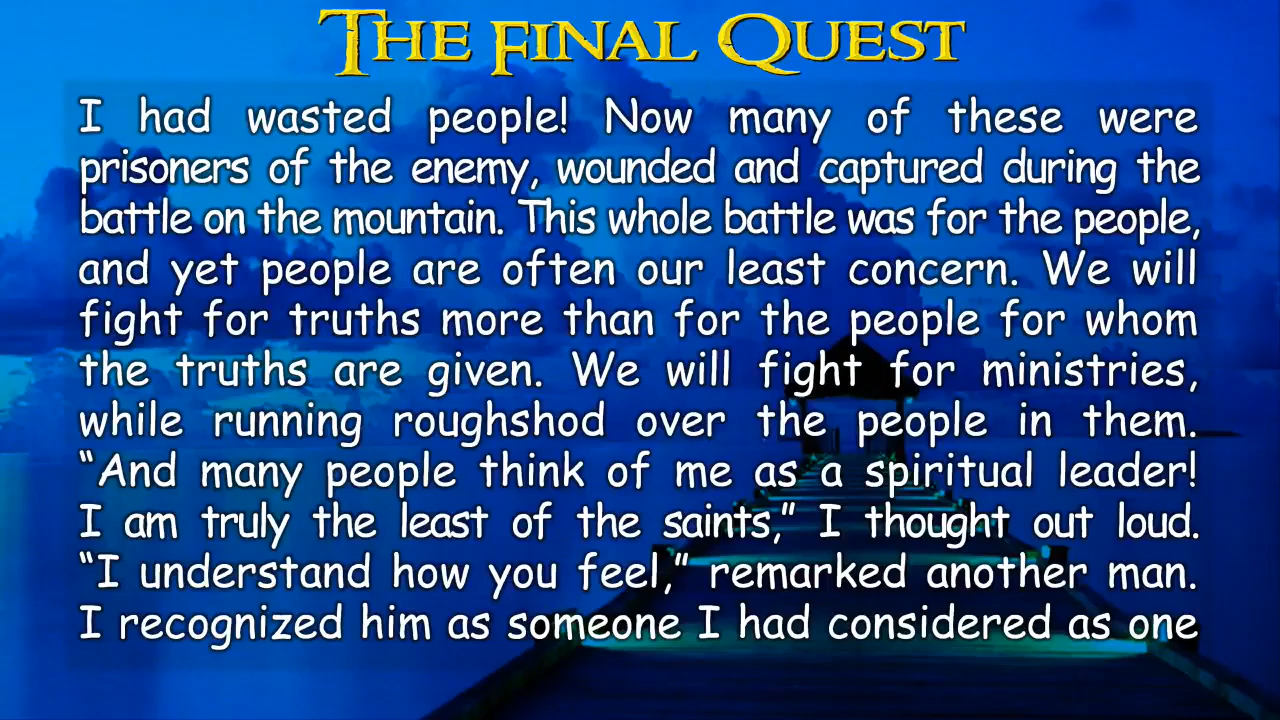 The Final Quest
I had wasted people! Now many of these were
prisoners of the enemy, wounded and captured during the
battle on the mountain. This whole battle was for the people,
and yet people are often our least concern. We will
fight for truths more than for the people for whom
the truths are given. We will fight for ministries,
while running roughshod over the people in them.
“And many people think of me as a spiritual leader!
I am truly the least of the saints,” I thought out loud.
“I understand how you feel,” remarked another man.
I recognized him as someone I had considered as one